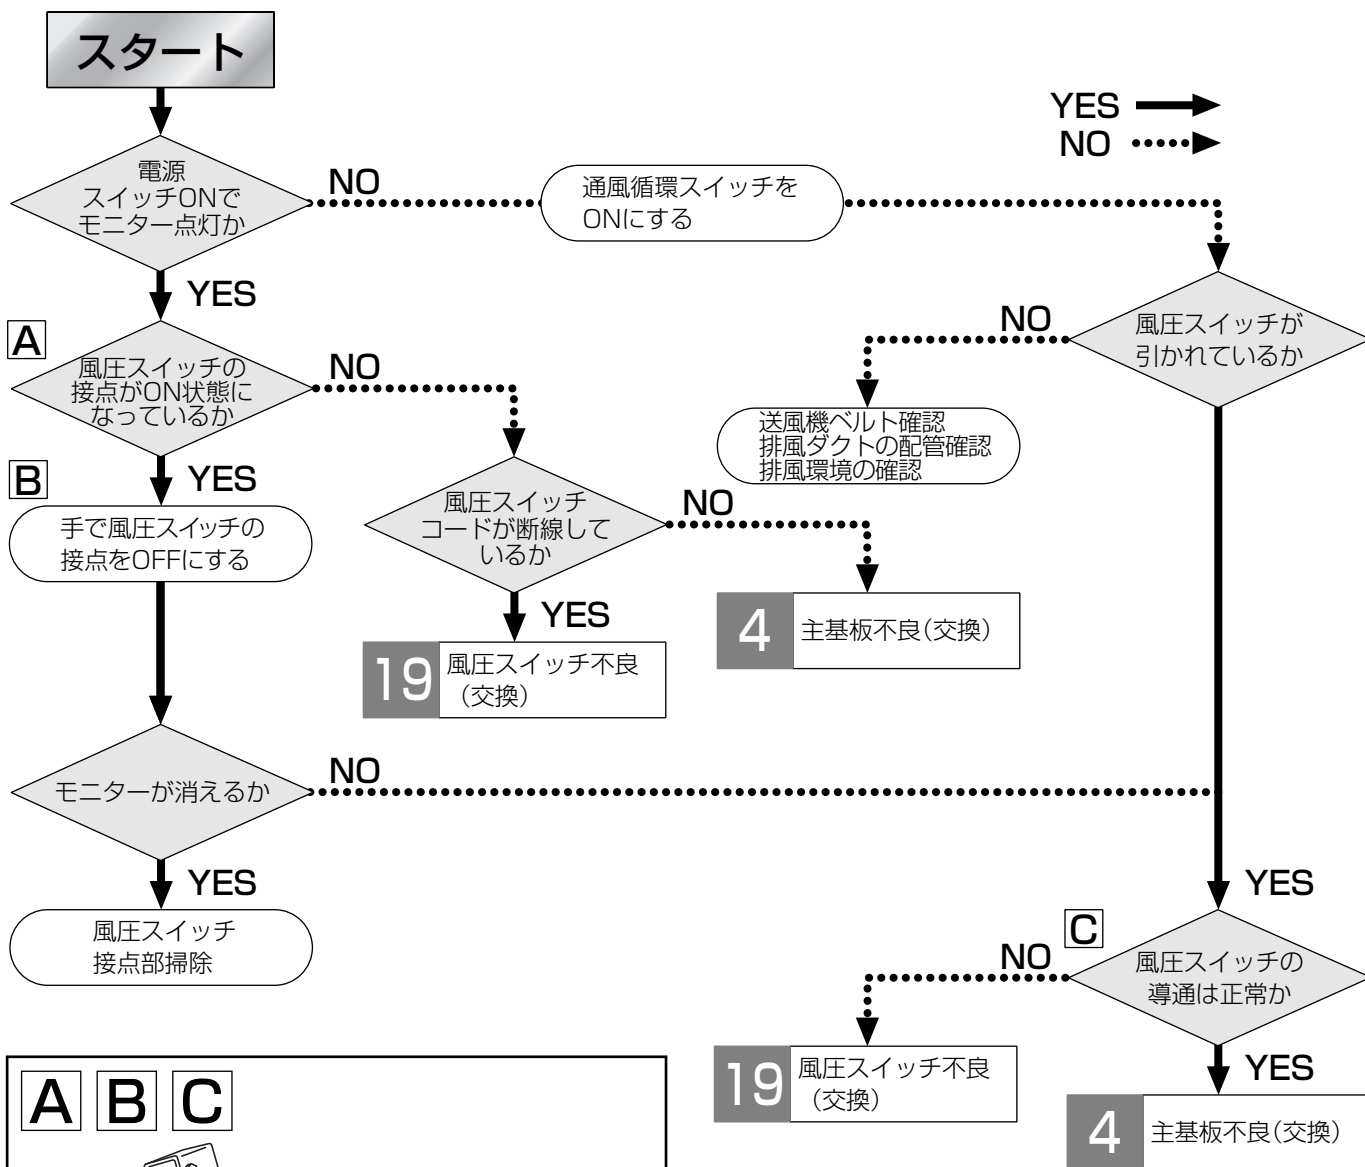 スタート
YES
NO
電源
スイッチONで
モニター点灯か
NO
通風循環スイッチを
ONにする
YES
A
風圧スイッチの
接点がON状態に
なっているか
NO
NO
風圧スイッチが
引かれているか
送風機ベルト確認
排風ダクトの配管確認
排風環境の確認
B
YES
手で風圧スイッチの
接点をOFFにする
風圧スイッチ
コードが断線して
いるか
NO
YES
4
主基板不良(交換)
19
風圧スイッチ不良
(交換)
モニターが消えるか
NO
YES
YES
風圧スイッチ
接点部掃除
C
NO
風圧スイッチの
導通は正常か
YES
19
風圧スイッチ不良
(交換)
4
主基板不良(交換)
A B C